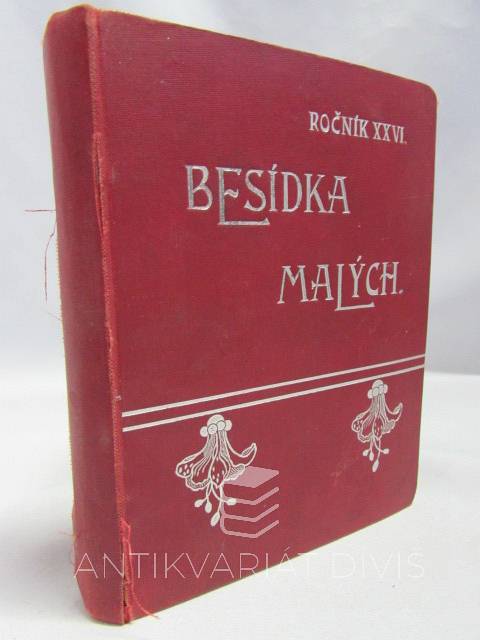 ROČNÍK XXVI.
BESÍDKA
MALÝCH.
ANTIKVARIÁT DIVIŠ